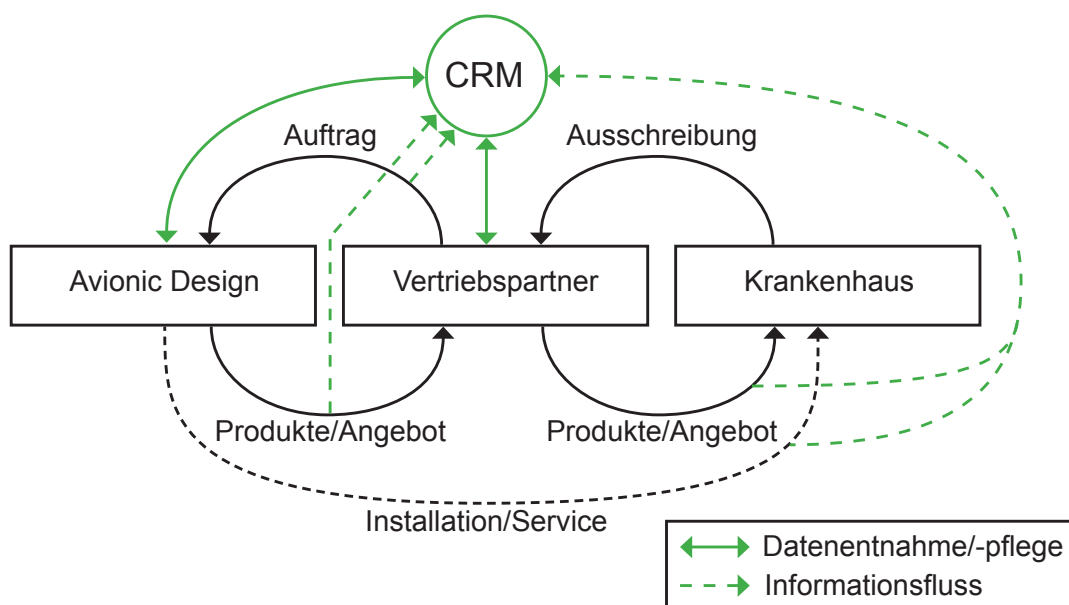 CRM
Auftrag
Ausschreibung
Avionic Design
Vertriebspartner
Krankenhaus
Produkte/Angebot
Produkte/Angebot
Installation/Service
Datenentnahme/-pflege
Informationsfluss